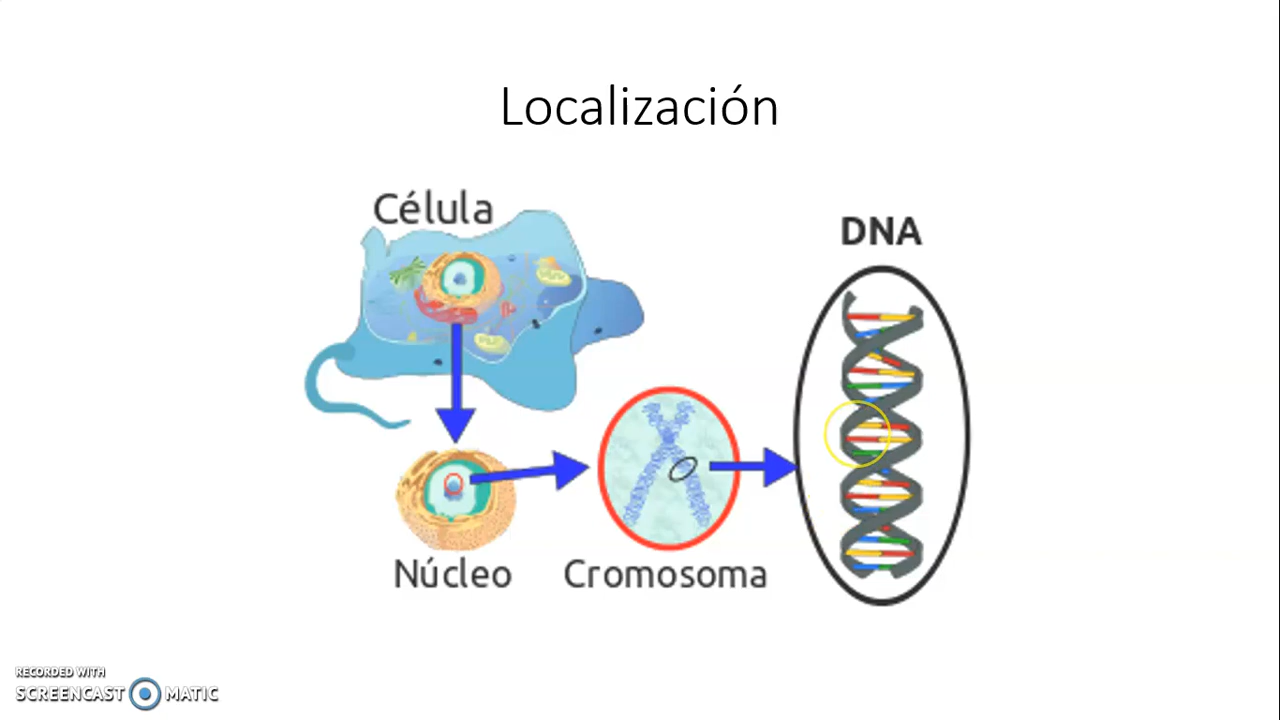 Localización
Célula
DNA
Núcleo
Cromosoma
RECORDED WITH
SCREENCAST MATIC